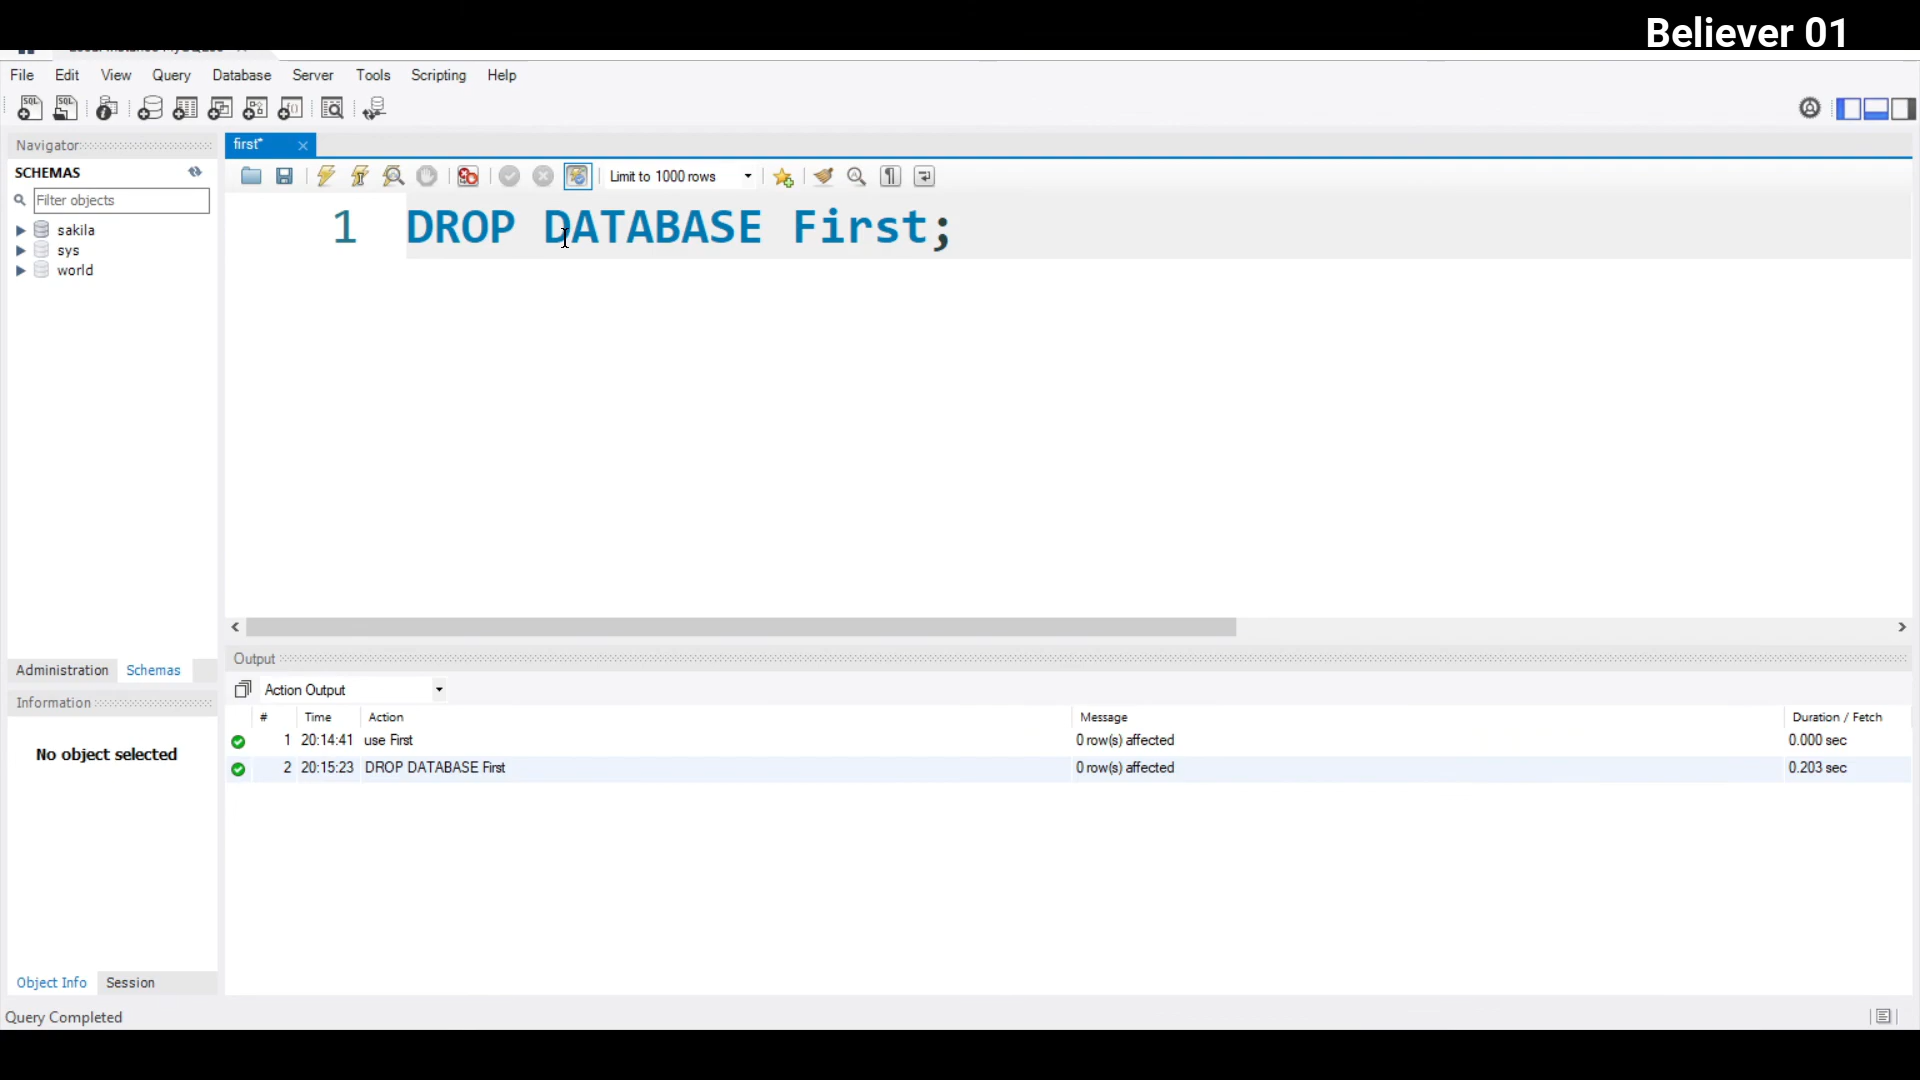 Believer 01
File Edit View Query Database Server Tools Scripting Help
Navigator
SCHEMAS
Filter objects
sakila
sys
world
Administration Schemas
Information
No object selected
Object Info Session
Query Completed
first*
Limit to 1000 rows
1 DROP DATABASE First;
Output
Action Output
# Time Action Message Duration / Fetch
1 20:14:41 use First 0 row(s) affected 0.000 sec
2 20:15:23 DROP DATABASE First 0 row(s) affected 0.203 sec